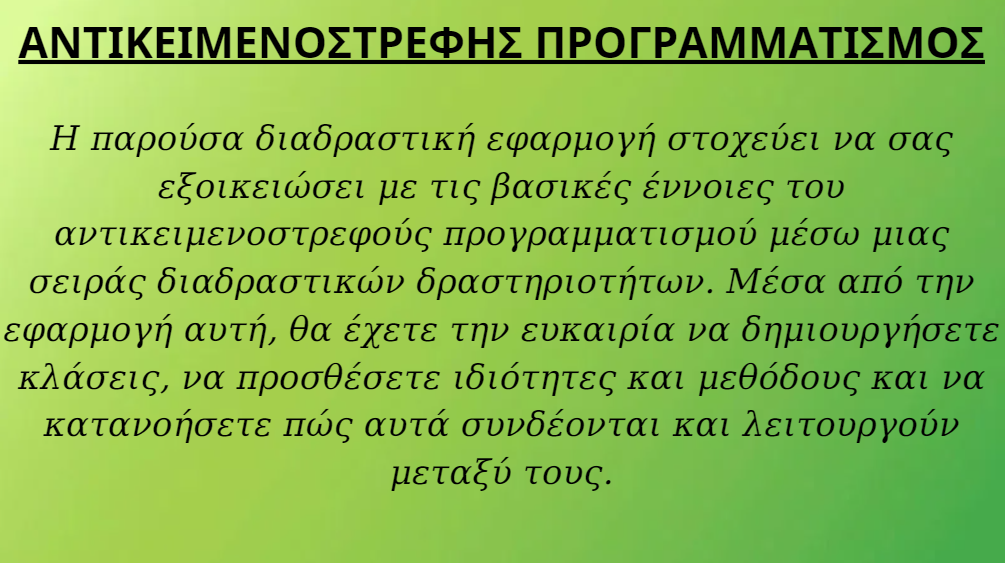 ΑΝΤΙΚΕΙΜΕΝΟΣΤΡΕΦΗΣ ΠΡΟΓΡΑΜΜΑΤΙΣΜΟΣ
Η παρούσα διαδραστική εφαρμογή στοχεύει να σας
εξοικειώσει με τις βασικές έννοιες του
αντικειμενοστρεφούς προγραμματισμού μέσω μιας
σειράς διαδραστικών δραστηριοτήτων. Μέσα από την
εφαρμογή αυτή, θα έχετε την ευκαιρία να δημιουργήσετε
κλάσεις, να προσθέσετε ιδιότητες και μεθόδους και να
κατανοήσετε πώς αυτά συνδέονται και λειτουργούν
μεταξύ τους.